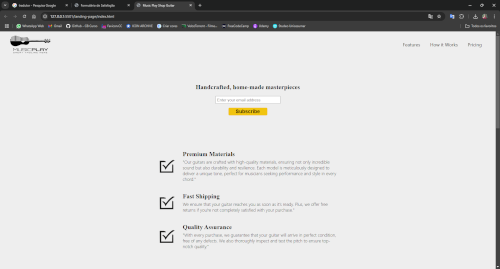 Music Play Shop Guitar
127.0.0.1:5501/landing-page/index.html
WhatsApp Web
Gmail
Udemy
MUSICPLAY
Features How It Works Pricing
Handcrafted, home-made masterpieces
Enter your email address
Subscribe
Premium Materials
"Our guitars are crafted with high-quality materials, ensuring not only incredible
sound but also durability and resilience. Each model is meticulously designed to
deliver a unique tone, perfect for musicians seeking performance and style in every
chord."
Fast Shipping
We ensure that your guitar reaches you as soon as it's ready. Plus, we offer free
returns if you're not completely satisfied with your purchase."
Quality Assurance
"With every purchase, we guarantee that your guitar will arrive in perfect condition,
free of any defects. We also thoroughly inspect and test the pitch to ensure top-
notch quality."